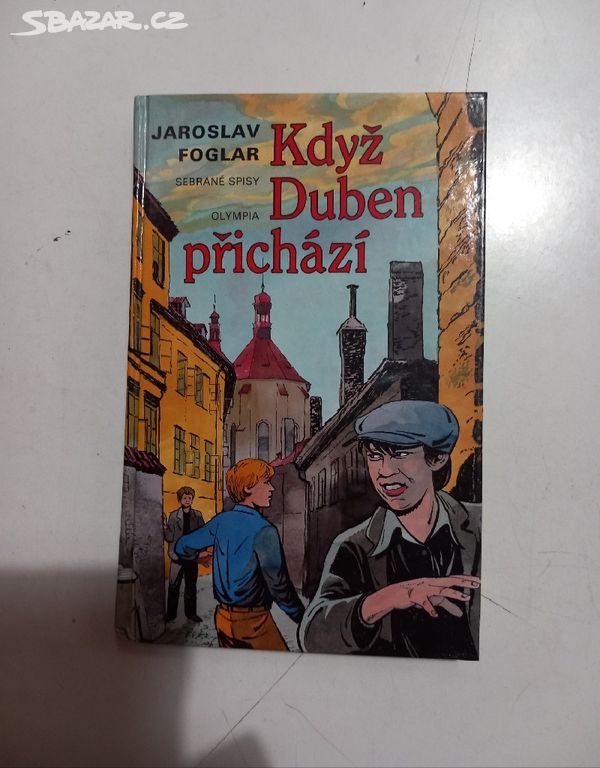 SBAZAR.CZ
JAROSLAV
FOGLAR
SEBRANÉ SPISY
OLYMPIA
Když
Duben
přichází